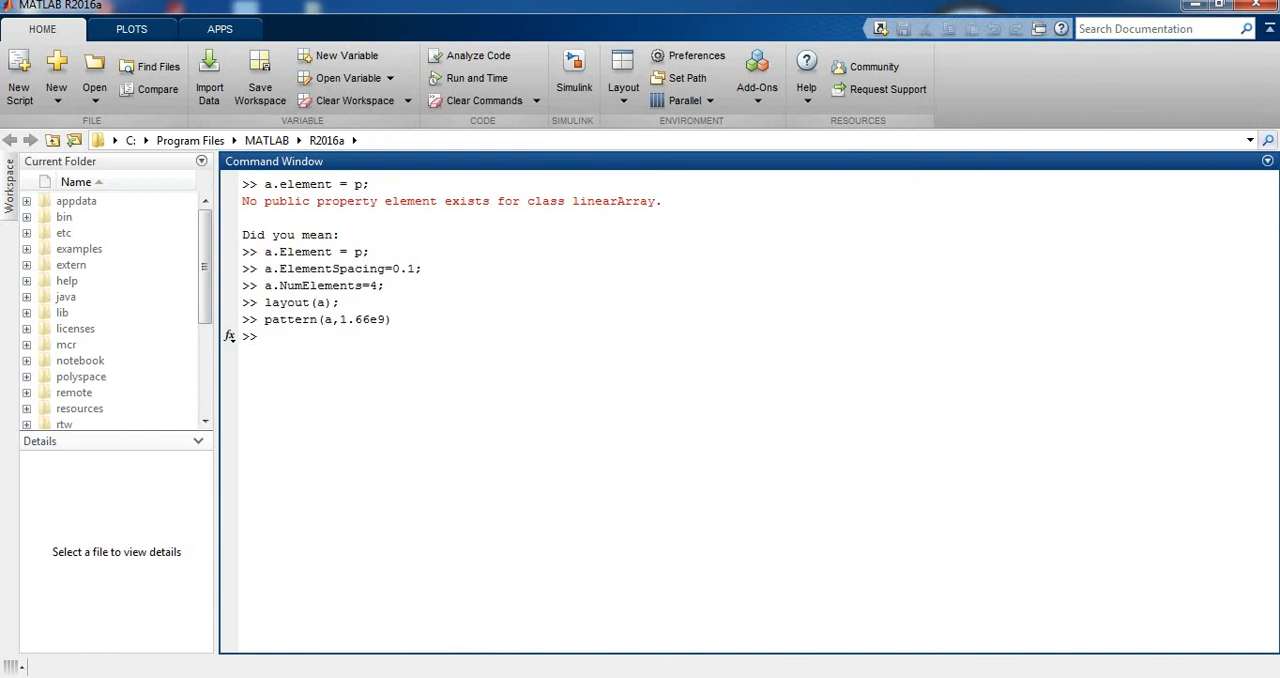 MATLAB R2016a
HOME PLOTS APPS
Search Documentation
New Script
New
Open
Find Files
Compare
Import Data
Save Workspace
New Variable
Open Variable
Clear Workspace
Analyze Code
Run and Time
Clear Commands
Simulink
Layout
Preferences
Set Path
Parallel
Add-Ons
Help
Community
Request Support
FILE VARIABLE CODE SIMULINK ENVIRONMENT RESOURCES
C: Program Files MATLAB R2016a
Workspace
Current Folder
Name
appdata
bin
etc
examples
extern
help
java
lib
licenses
mcr
notebook
polyspace
remote
resources
rtw
Details
Select a file to view details
Command Window
>> a.element = p;
No public property element exists for class linearArray.
Did you mean:
>> a.Element = p;
>> a.ElementSpacing=0.1;
>> a.NumElements=4;
>> layout(a);
>> pattern(a,1.66e9)
fx >>